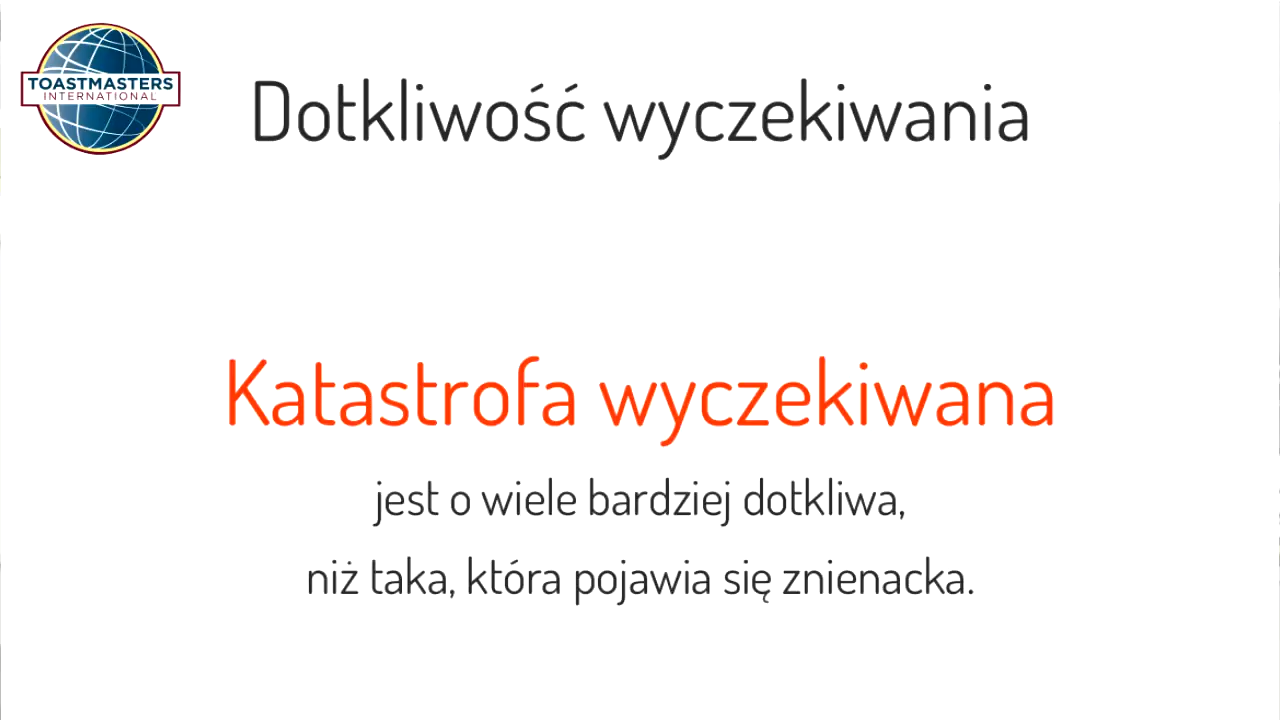 TOASTMASTERS
INTERNATIONAL
Dotkliwość wyczekiwania
Katastrofa wyczekiwana
jest o wiele bardziej dotkliwa,
niż taka, która pojawia się znienacka.